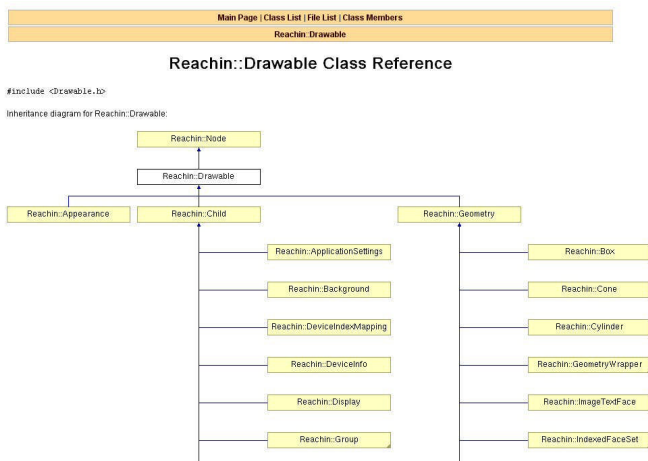 Main Page | Class List | File List | Class Members
Reachin::Drawable
Reachin::Drawable Class Reference
#include <Drawable.h>
Inheritance diagram for Reachin::Drawable:
Reachin::Node
Reachin::Drawable
Reachin::Appearance
Reachin::Child
Reachin::Geometry
Reachin::ApplicationSettings
Reachin::Box
Reachin::Background
Reachin::Cone
Reachin::DeviceIndexMapping
Reachin::Cylinder
Reachin::DeviceInfo
Reachin::GeometryWrapper
Reachin::Display
Reachin::ImageTextFace
Reachin::Group
Reachin::IndexedFaceSet